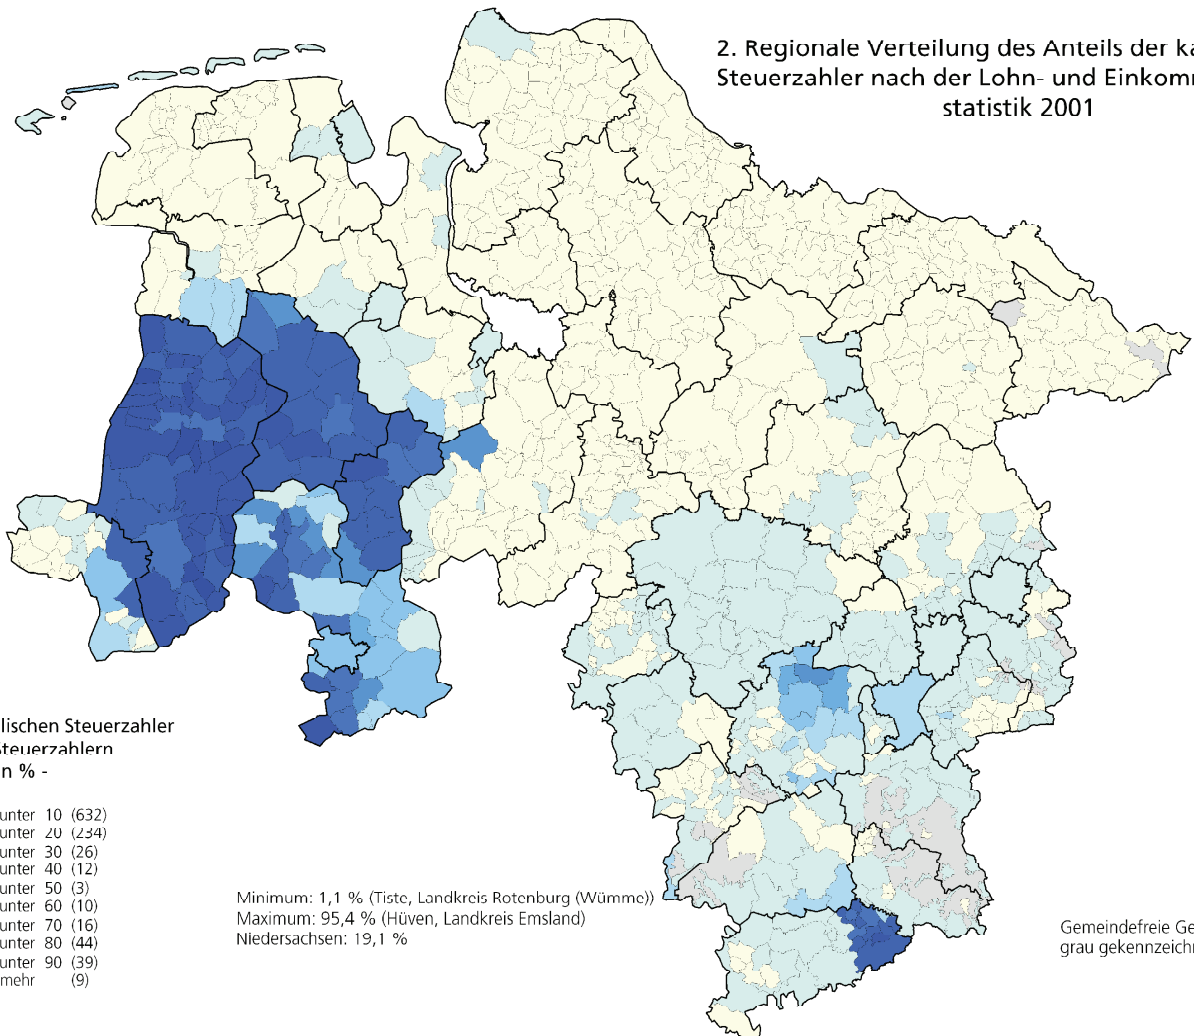 2. Regionale Verteilung des Anteils der ka
Steuerzahler nach der Lohn- und Einkomm
statistik 2001
lischen Steuerzahler
Steuerzahlern
n % -
unter 10 (632)
unter 20 (234)
unter 30 (26)
unter 40 (12)
unter 50 (3)
unter 60 (10)
unter 70 (16)
unter 80 (44)
unter 90 (39)
mehr (9)
Minimum: 1,1 % (Tiste, Landkreis Rotenburg (Wümme))
Maximum: 95,4 % (Hüven, Landkreis Emsland)
Niedersachsen: 19,1 %
Gemeindefreie Ge
grau gekennzeichn